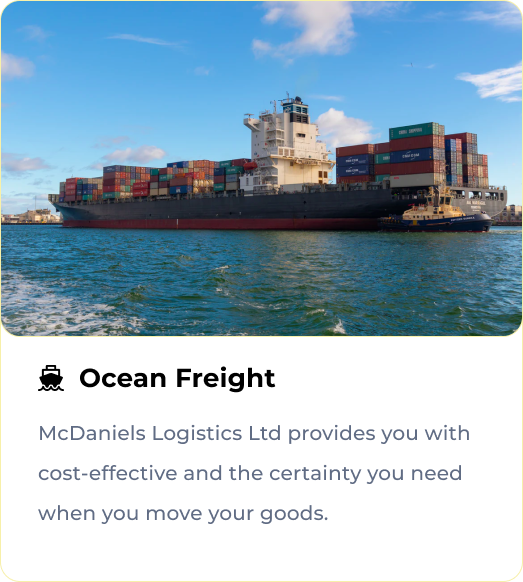 Ocean Freight
McDaniels Logistics Ltd provides you with
cost-effective and the certainty you need
when you move your goods.